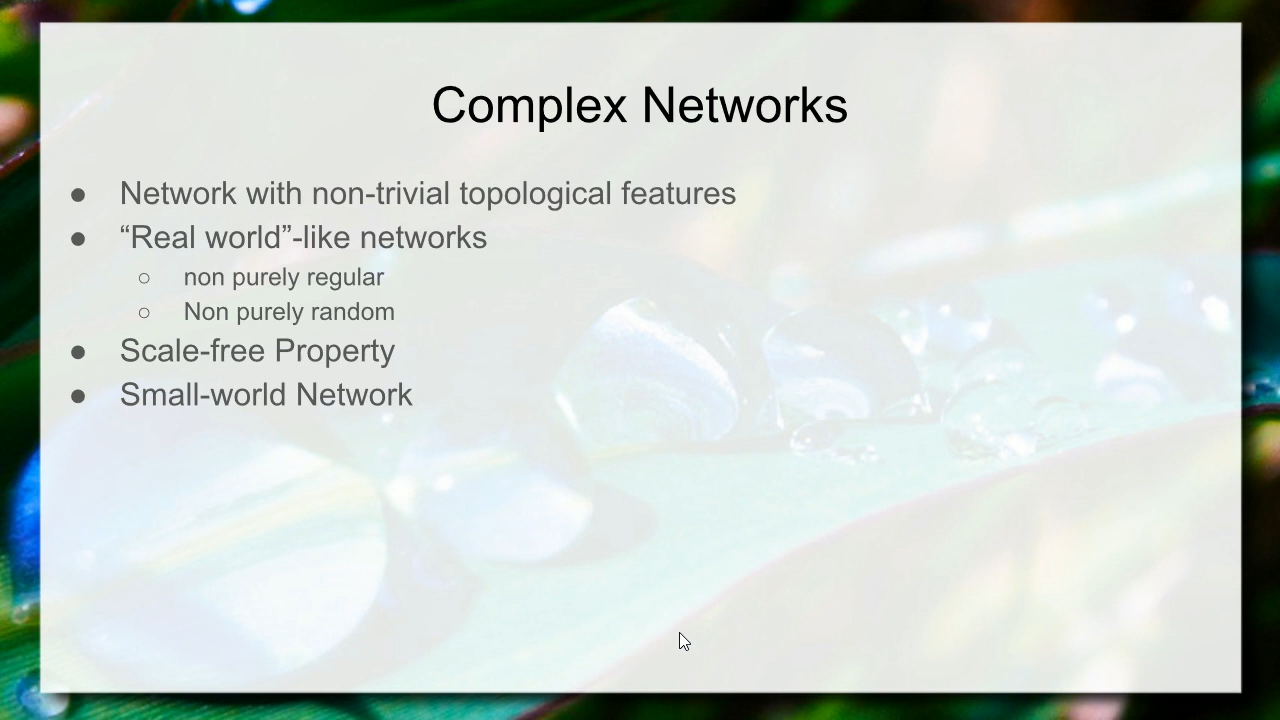 Complex Networks
● Network with non-trivial topological features
● “Real world”-like networks
○ non purely regular
○ Non purely random
● Scale-free Property
● Small-world Network